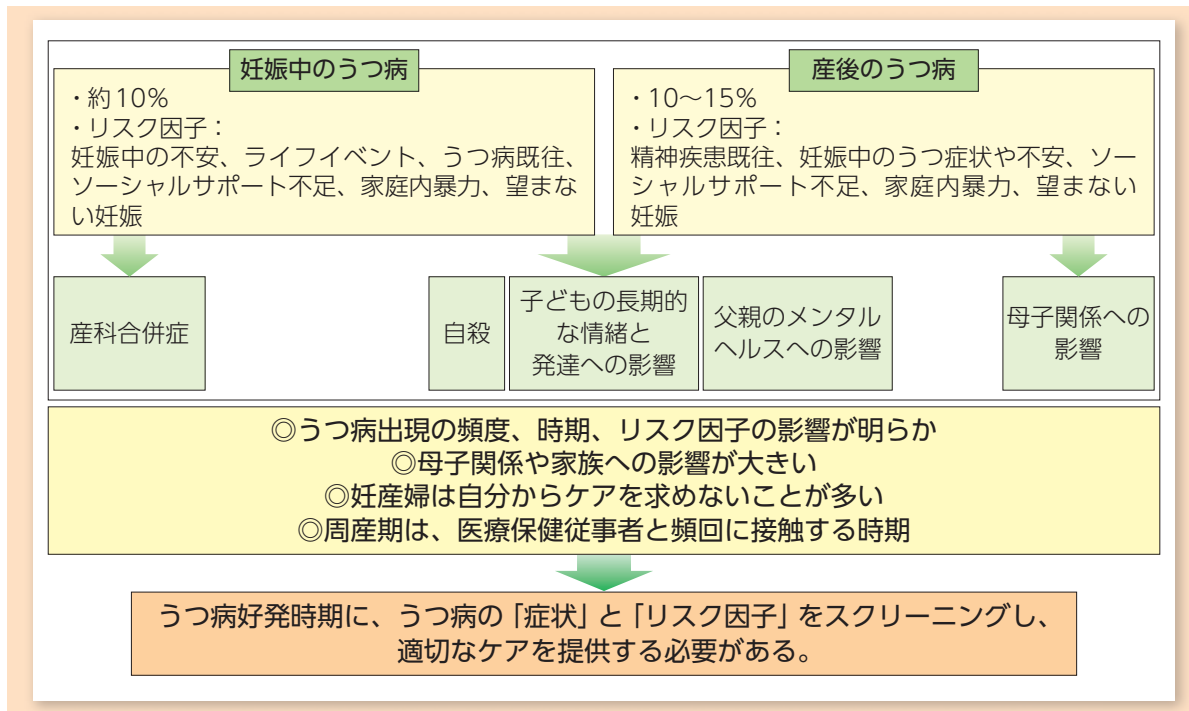 妊娠中のうつ病
・約10%
・リスク因子：
妊娠中の不安、ライフイベント、うつ病既往、
ソーシャルサポート不足、家庭内暴力、望まな
い妊娠
産後のうつ病
・10〜15%
・リスク因子：
精神疾患既往、妊娠中のうつ症状や不安、ソー
シャルサポート不足、家庭内暴力、望まない
妊娠
産科合併症
自殺
子どもの長期的
な情緒と
発達への影響
父親のメンタル
ヘルスへの影響
母子関係への
影響
◎うつ病出現の頻度、時期、リスク因子の影響が明らか
◎母子関係や家族への影響が大きい
◎妊産婦は自分からケアを求めないことが多い
◎周産期は、医療保健従事者と頻回に接触する時期
うつ病好発時期に、うつ病の「症状」と「リスク因子」をスクリーニングし、
適切なケアを提供する必要がある。